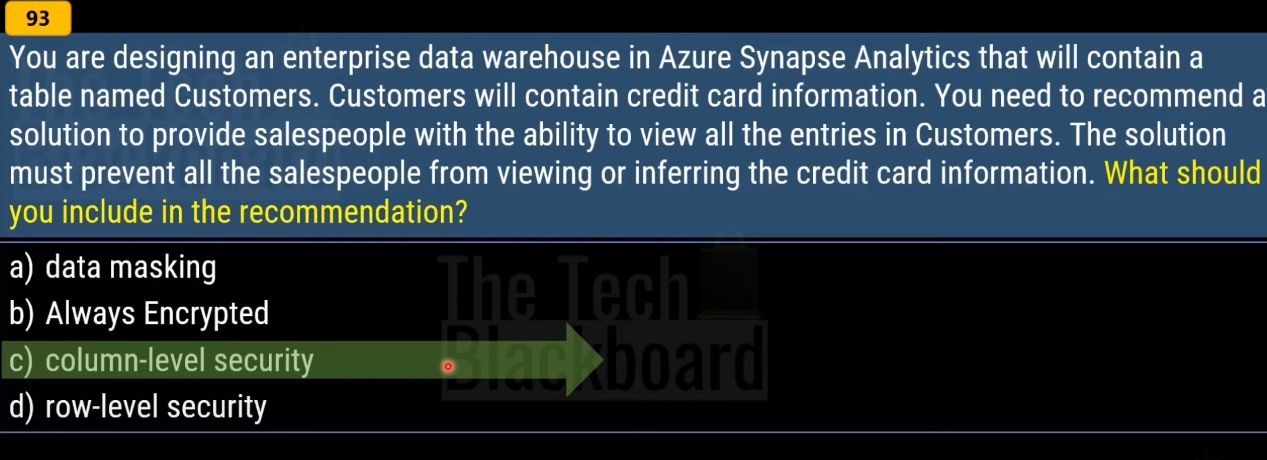 93
You are designing an enterprise data warehouse in Azure Synapse Analytics that will contain a
table named Customers. Customers will contain credit card information. You need to recommend a
solution to provide salespeople with the ability to view all the entries in Customers. The solution
must prevent all the salespeople from viewing or inferring the credit card information. What should
you include in the recommendation?
a) data masking
b) Always Encrypted
c) column-level security
d) row-level security
The Tech
Blackboard